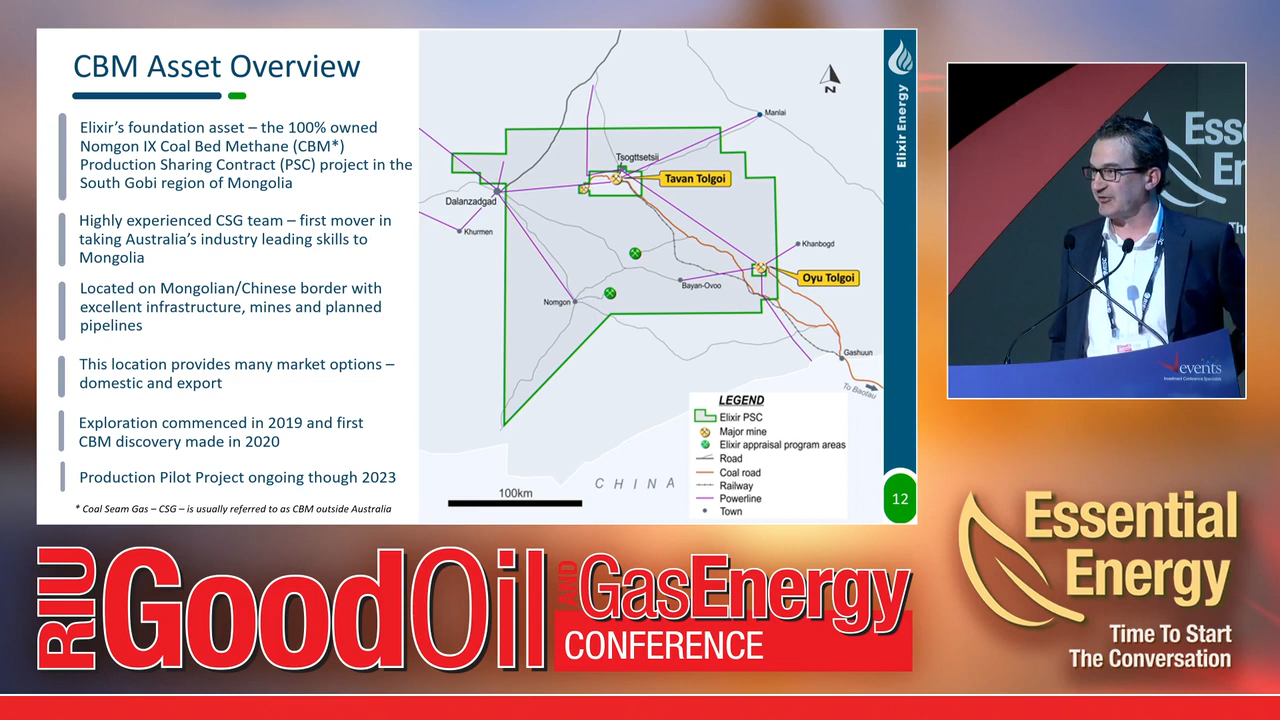 CBM Asset Overview
Elixir's foundation asset – the 100% owned
Nomgon IX Coal Bed Methane (CBM*)
Production Sharing Contract (PSC) project in the
South Gobi region of Mongolia
Highly experienced CSG team – first mover in
taking Australia's industry leading skills to
Mongolia
Located on Mongolian/Chinese border with
excellent infrastructure, mines and planned
pipelines
This location provides many market options –
domestic and export
Exploration commenced in 2019 and first
CBM discovery made in 2020
Production Pilot Project ongoing though 2023
* Coal Seam Gas – CSG – is usually referred to as CBM outside Australia
N
Manlai
Tsogttsetsii
Tavan Tolgoi
Dalanzadgad
Khurmen
Khanbogd
Oyu Tolgoi
Bayan-Ovoo
Nomgon
Gashuun
To Baotau
CHINA
100km
LEGEND
Elixir PSC
Major mine
Elixir appraisal program areas
Road
Coal road
Railway
Powerline
Town
Elixir Energy
12
Esse
En
The
events
Investment Conference Specialists
RIU GoodOil AND GasEnergy
CONFERENCE
Essential
Energy
Time To Start
The Conversation